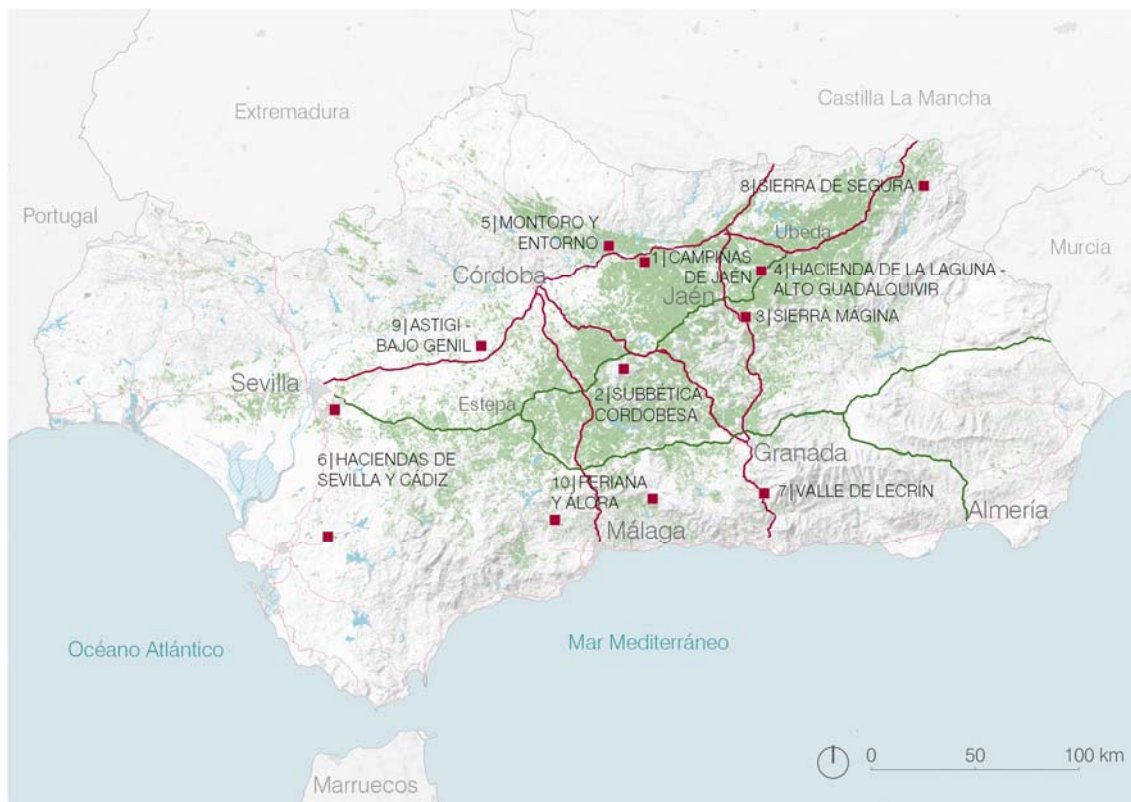 Extremadura
Castilla La Mancha
Portugal
Murcia
8|SIERRA DE SEGURA
5|MONTORO Y
ENTORNO
Úbeda
1|CAMPIÑAS
DE JAÉN
Córdoba
Jaén
4|HACIENDA DE LA LAGUNA -
ALTO GUADALQUIVIR
3|SIERRA MÁGINA
9|ASTIGI -
BAJO GENIL
Sevilla
Estepa
2|SUBBÉTICA
CORDOBESA
Granada
6|HACIENDAS DE
SEVILLA Y CÁDIZ
10|PERIANA
Y ÁLORA
7|VALLE DE LECRÍN
Almería
Málaga
Océano Atlántico
Mar Mediterráneo
0 50 100 km
Marruecos